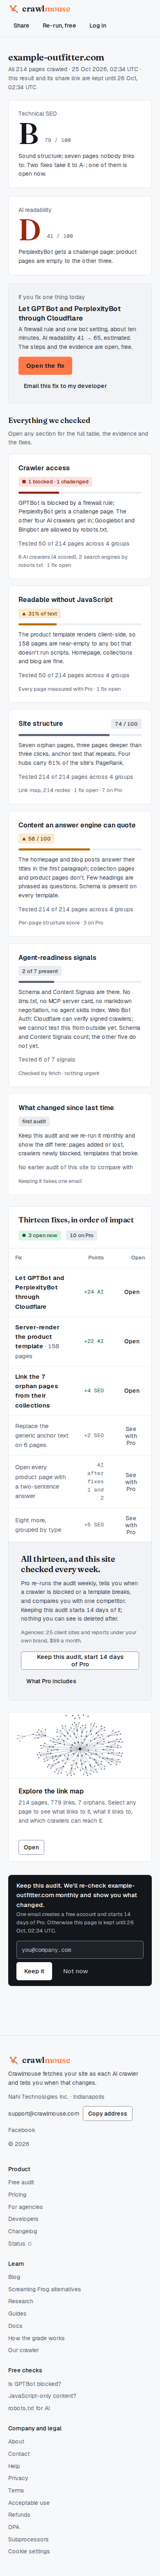 crawlmouse
Share
Re-run, free
Log in
example-outfitter.com
All 214 pages crawled · 25 Oct 2026, 02:34 UTC ·
this result and its share link are kept until 26 Oct,
02:34 UTC
Technical SEO
B 79 / 100
Sound structure; seven pages nobody links
to. Two fixes take it to A-; one of them is
open now.
AI readability
D 41 / 100
PerplexityBot gets a challenge page; product
pages are empty to the other three.
If you fix one thing today
Let GPTBot and PerplexityBot
through Cloudflare
A firewall rule and one bot setting, about ten
minutes. AI readability 41 → 65, estimated.
The steps and the evidence are open, free.
Open the fix
Email this fix to my developer
Everything we checked
Open any section for the full table, the evidence and
the fixes.
Crawler access
1 blocked · 1 challenged
GPTBot is blocked by a firewall rule;
PerplexityBot gets a challenge page. The
other four AI crawlers get in; Googlebot and
Bingbot are allowed by robots.txt.
Tested 50 of 214 pages across 4 groups
6 AI crawlers (4 scored), 2 search engines by
robots.txt · 1 fix open
Readable without JavaScript
▲ 31% of text
The product template renders client-side, so
158 pages are near-empty to any bot that
doesn't run scripts. Homepage, collections
and blog are fine.
Tested 50 of 214 pages across 4 groups
Every page measured with Pro · 1 fix open
Site structure
74 / 100
Seven orphan pages, three pages deeper than
three clicks, anchor text that repeats. Four
hubs carry 61% of the site's PageRank.
Tested 214 of 214 pages across 4 groups
Link map, 214 nodes · 1 fix open · 7 on Pro
Content an answer engine can quote
▲ 58 / 100
The homepage and blog posts answer their
titles in the first paragraph; collection pages
and product pages don't. Few headings are
phrased as questions. Schema is present on
every template.
Tested 214 of 214 pages across 4 groups
Per-page structure score · 3 on Pro
Agent-readiness signals
2 of 7 present
Schema and Content Signals are there. No
llms.txt, no MCP server card, no markdown
negotiation, no agent skills index. Web Bot
Auth: Cloudflare can verify signed crawlers;
we cannot test this from outside yet. Schema
and Content Signals count; the other five do
not yet.
Tested 6 of 7 signals
Checked by fetch · nothing urgent
What changed since last time
first audit
Keep this audit and we re-run it monthly and
show the diff here: pages added or lost,
crawlers newly blocked, templates that broke.
No earlier audit of this site to compare with
Keeping it takes one email
Thirteen fixes, in order of impact
3 open now
10 on Pro
Fix Points Open
Let GPTBot and
PerplexityBot
through
Cloudflare
+24 AI
Open
Server-render
the product
template · 158
pages
+22 AI
Open
Link the 7
orphan pages
from their
collections
+4 SEO
Open
Replace the
generic anchor text
on 6 pages
+2 SEO
See
with
Pro
Open every
product page with
a two-sentence
answer
AI
after
fixes
1 and
2
See
with
Pro
Eight more,
grouped by type
+5 SEO
See
with
Pro
All thirteen, and this site
checked every week.
Pro re-runs the audit weekly, tells you when
a crawler is blocked or a template breaks,
and compares you with one competitor.
Keeping this audit starts 14 days of it;
nothing you can see is deleted after.
Agencies: 25 client sites and reports under your
own brand, $99 a month.
Keep this audit, start 14 days
of Pro
What Pro includes
Explore the link map
214 pages, 779 links, 7 orphans. Select any
page to see what links to it, what it links to,
and which crawlers can reach it.
Open
Keep this audit. We'll re-check example-
outfitter.com monthly and show you what
changed.
One email creates a free account and starts 14
days of Pro. Otherwise this page is kept until 26
Oct, 02:34 UTC.
you@company.com
Keep it
Not now
crawlmouse
Crawlmouse fetches your site as each AI crawler
and tells you when that changes.
Nahl Technologies Inc. · Indianapolis
support@crawlmouse.com
Copy address
Facebook
© 2026
Product
Free audit
Pricing
For agencies
Developers
Changelog
Status
Learn
Blog
Screaming Frog alternatives
Research
Guides
Docs
How the grade works
Our crawler
Free checks
Is GPTBot blocked?
JavaScript-only content?
robots.txt for AI
Company and legal
About
Contact
Help
Privacy
Terms
Acceptable use
Refunds
DPA
Subprocessors
Cookie settings